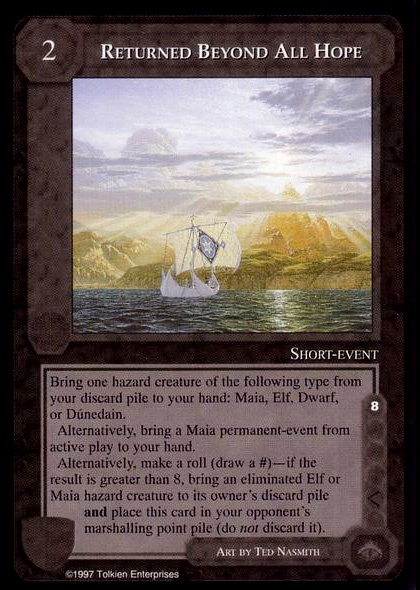 2
RETURNED BEYOND ALL HOPE
SHORT-EVENT
Bring one hazard creature of the following type from
your discard pile to your hand: Maia, Elf, Dwarf,
or Dúnedain.
Alternatively, bring a Maia permanent-event from
active play to your hand.
Alternatively, make a roll (draw a #)—if the
result is greater than 8, bring an eliminated Elf or
Maia hazard creature to its owner's discard pile
and place this card in your opponent's
marshalling point pile (do not discard it).
8
ART BY TED NASMITH
©1997 Tolkien Enterprises